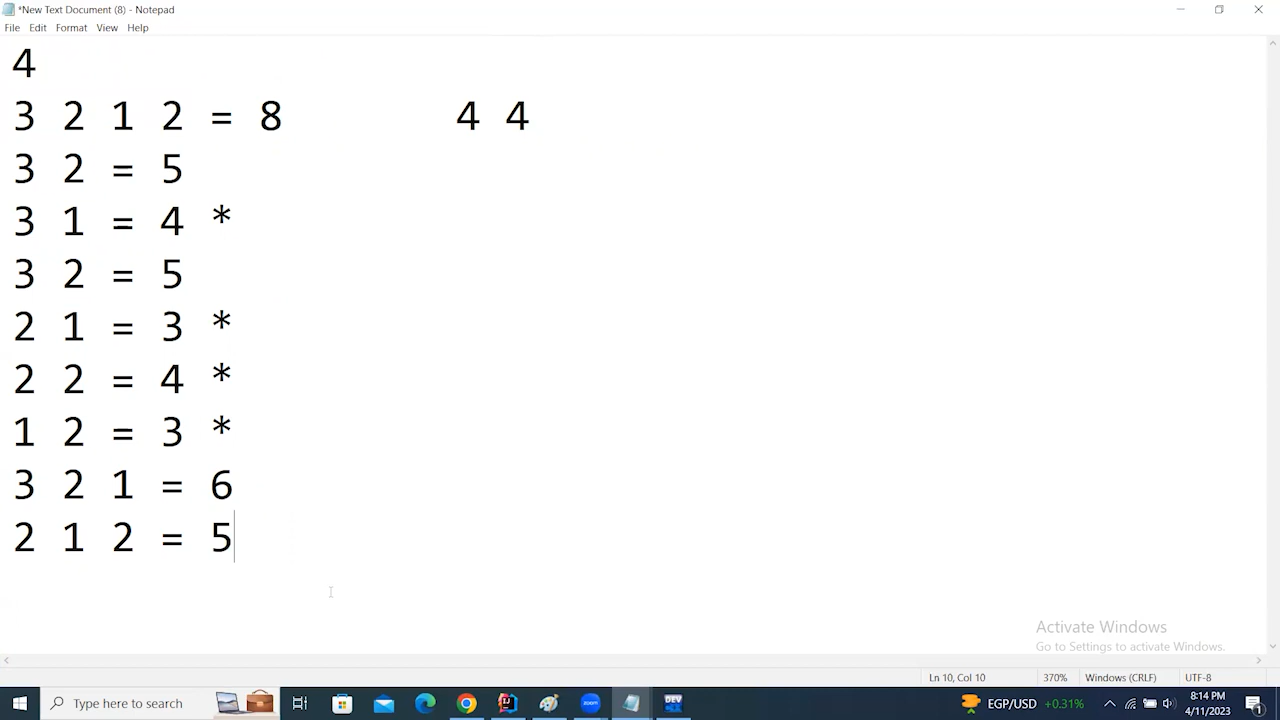 *New Text Document (8) - Notepad
File Edit Format View Help
4
3 2 1 2 = 8 4 4
3 2 = 5
3 1 = 4 *
3 2 = 5
2 1 = 3 *
2 2 = 4 *
1 2 = 3 *
3 2 1 = 6
2 1 2 = 5
Activate Windows
Go to Settings to activate Windows.
Ln 10, Col 10 370% Windows (CRLF) UTF-8
Type here to search zoom EUR/USD +0.31% 8:14 PM
4/11/2023 1